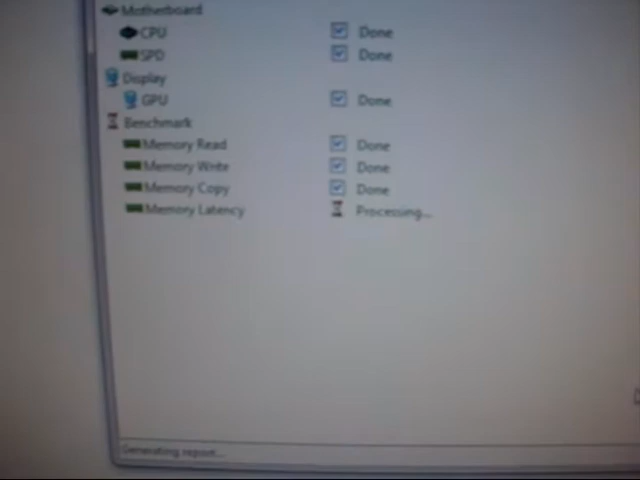 Motherboard
CPU Done
SPD Done
Display
GPU Done
Benchmark
Memory Read Done
Memory Write Done
Memory Copy Done
Memory Latency Processing...
Generating report...